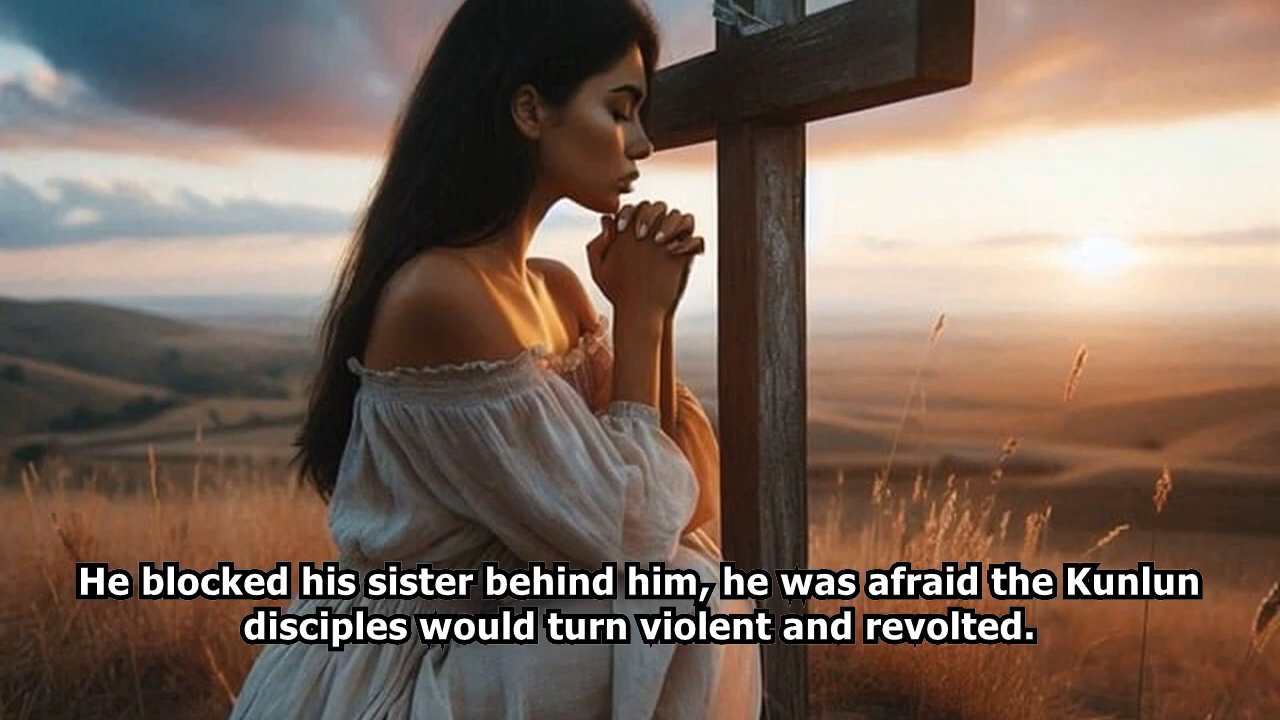 He blocked his sister behind him, he was afraid the Kunlun
disciples would turn violent and revolted.